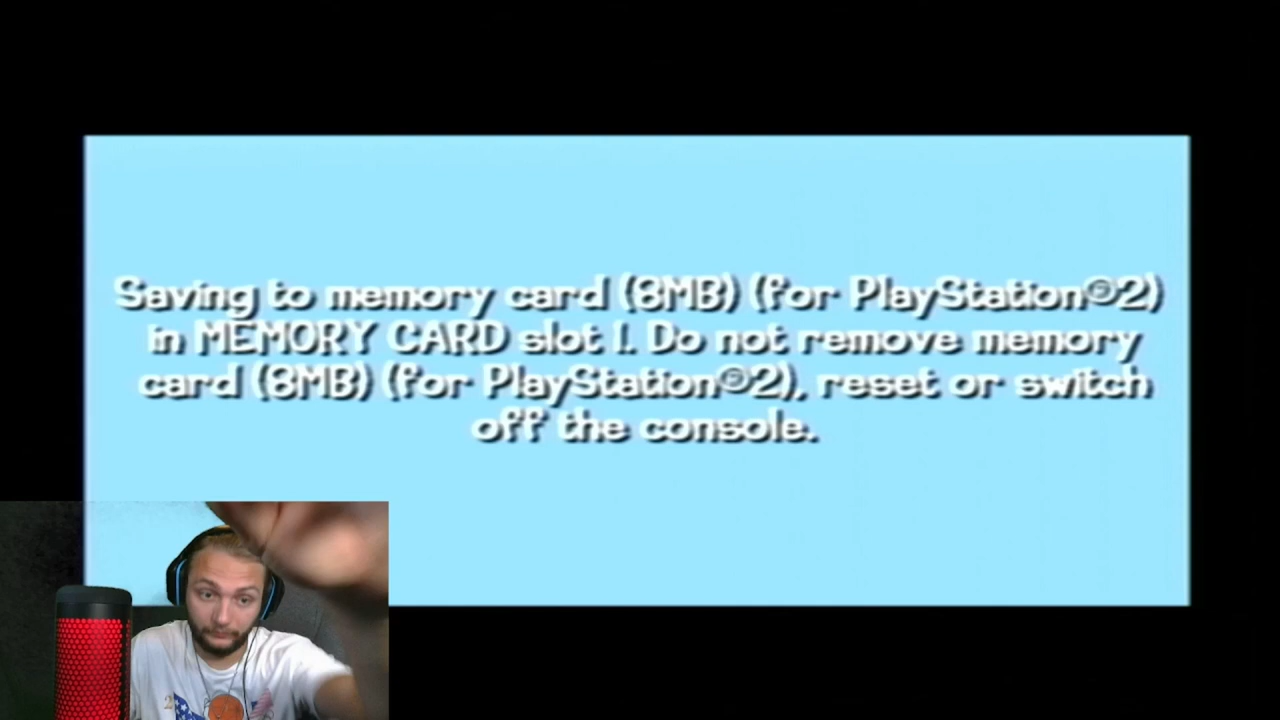 Saving to memory card (8MB) (for PlayStation®2)
in MEMORY CARD slot 1. Do not remove memory
card (8MB) (for PlayStation®2), reset or switch
off the console.